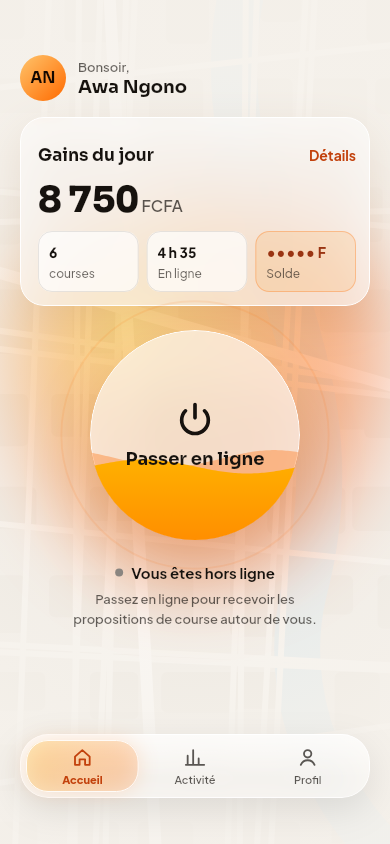 AN
Bonsoir,
Awa Ngono
Gains du jour
Détails
8 750 FCFA
6
courses
4 h 35
En ligne
●●●●● F
Solde
Passer en ligne
Vous êtes hors ligne
Passez en ligne pour recevoir les
propositions de course autour de vous.
Accueil
Activité
Profil